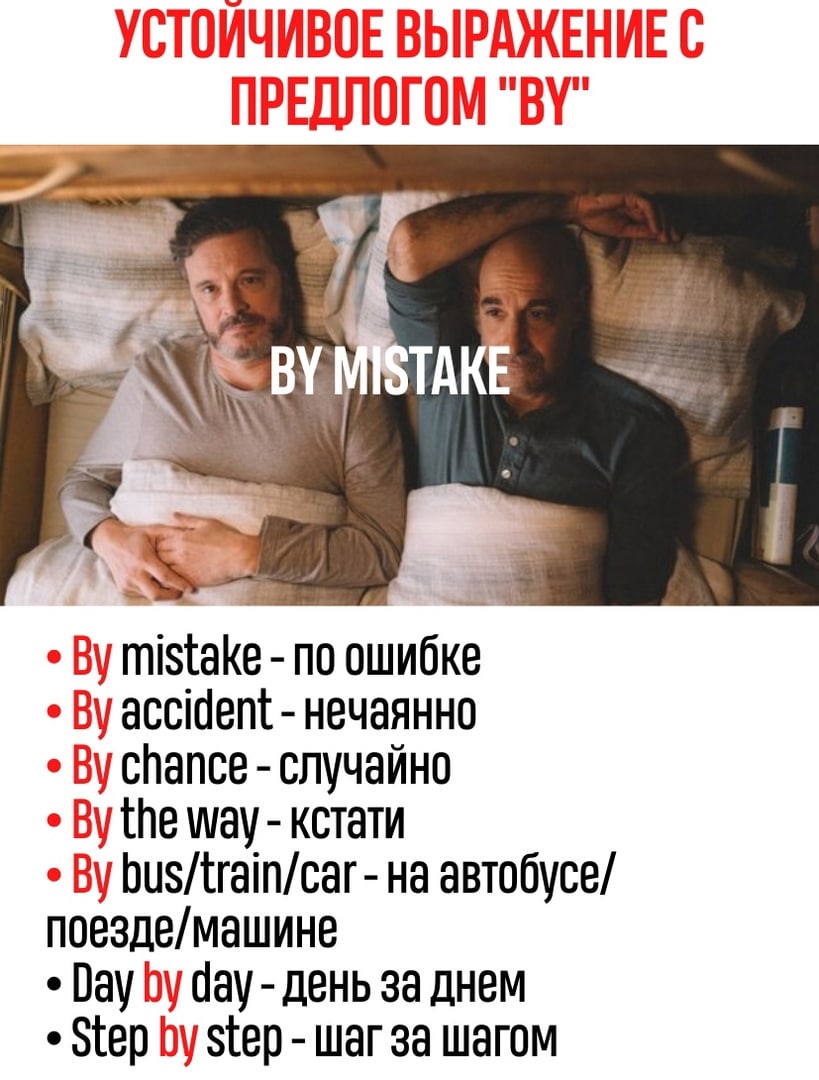 УСТОЙЧИВОЕ ВЫРАЖЕНИЕ С
ПРЕДЛОГОМ "BY"
BY MISTAKE
• By mistake - по ошибке
• By accident - нечаянно
• By chance - случайно
• By the way - кстати
• By bus/train/car - на автобусе/
поезде/машине
• Day by day - день за днем
• Step by step - шаг за шагом